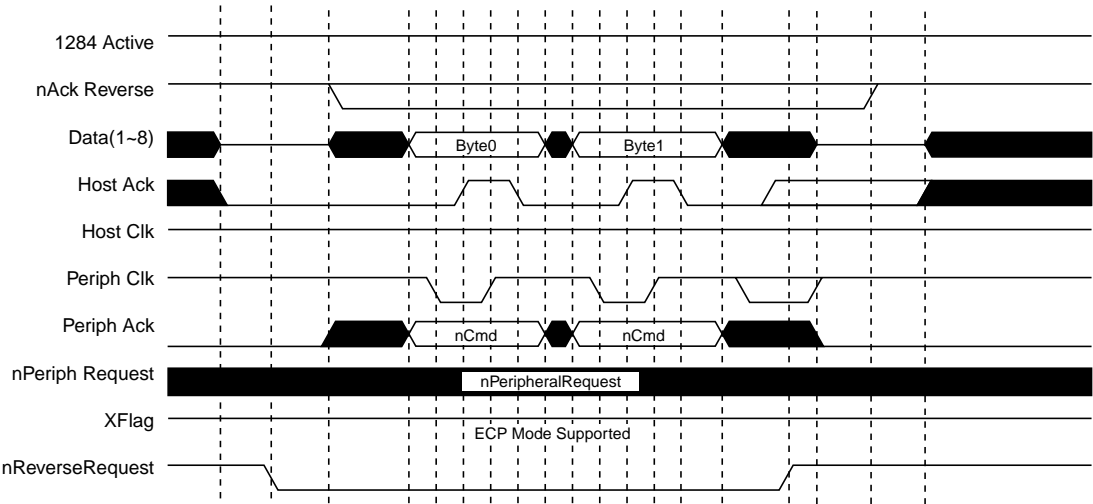 1284 Active
nAck Reverse
Data(1~8)
Byte0 Byte1
Host Ack
Host Clk
Periph Clk
Periph Ack
nCmd nCmd
nPeriph Request
nPeripheralRequest
XFlag
ECP Mode Supported
nReverseRequest